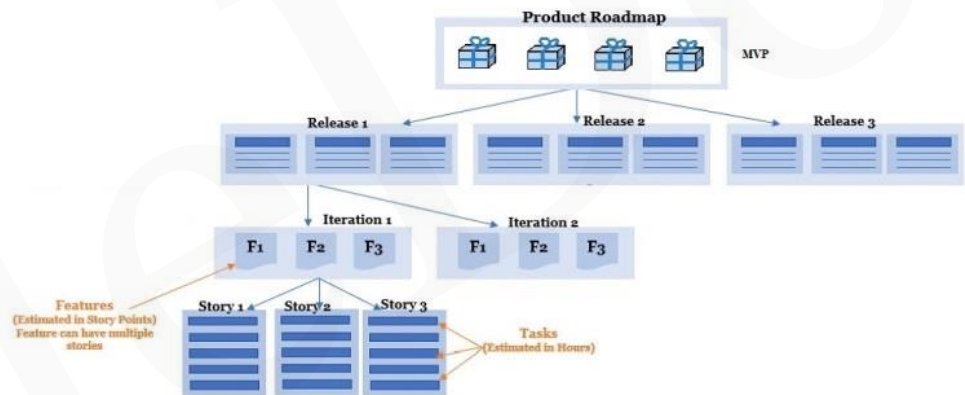 Product Roadmap
MVP
Release 1
Release 2
Release 3
Iteration 1
Iteration 2
F1
F2
F3
F1
F2
F3
Features
(Estimated in Story Points)
Feature can have multiple
stories
Story 1
Story 2
Story 3
Tasks
(Estimated in Hours)